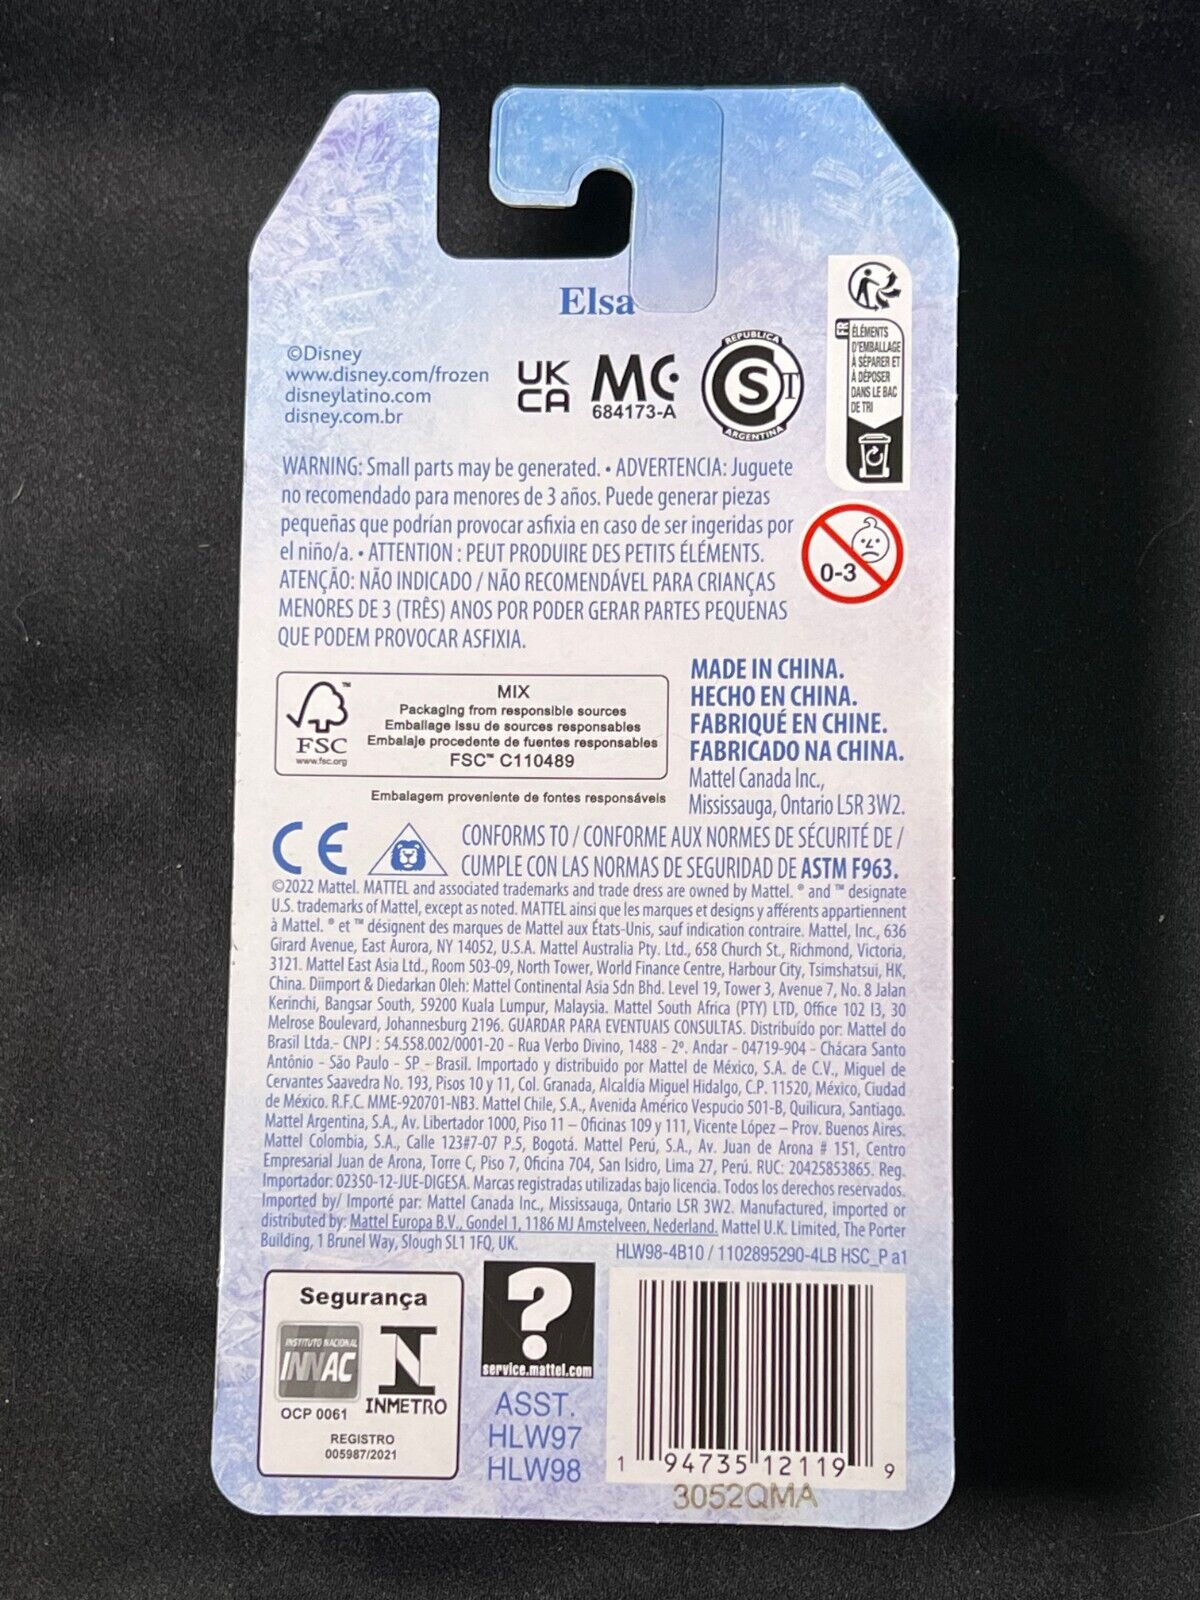 Elsa
©Disney
www.disney.com/frozen
disneylatino.com
disney.com.br
UK
CA
MC
684173-A
REPUBLICA
S
T
ARGENTINA
FR
ÉLÉMENTS
D'EMBALLAGE
À SÉPARER ET
À DÉPOSER
DANS LE BAC
DE TRI
WARNING: Small parts may be generated. • ADVERTENCIA: Juguete
no recomendado para menores de 3 años. Puede generar piezas
pequeñas que podrían provocar asfixia en caso de ser ingeridas por
el niño/a. • ATTENTION : PEUT PRODUIRE DES PETITS ÉLÉMENTS.
ATENÇÃO: NÃO INDICADO / NÃO RECOMENDÁVEL PARA CRIANÇAS
MENORES DE 3 (TRÊS) ANOS POR PODER GERAR PARTES PEQUENAS
QUE PODEM PROVOCAR ASFIXIA.
0-3
FSC
www.fsc.org
MIX
Packaging from responsible sources
Emballage issu de sources responsables
Embalaje procedente de fuentes responsables
FSC™ C110489
Embalagem proveniente de fontes responsáveis
MADE IN CHINA.
HECHO EN CHINA.
FABRIQUÉ EN CHINE.
FABRICADO NA CHINA.
Mattel Canada Inc.,
Mississauga, Ontario L5R 3W2.
CE
CONFORMS TO / CONFORME AUX NORMES DE SÉCURITÉ DE /
CUMPLE CON LAS NORMAS DE SEGURIDAD DE ASTM F963.
©2022 Mattel. MATTEL and associated trademarks and trade dress are owned by Mattel. ® and ™ designate
U.S. trademarks of Mattel, except as noted. MATTEL ainsi que les marques et designs y afférents appartiennent
à Mattel. ® et ™ désignent des marques de Mattel aux États-Unis, sauf indication contraire. Mattel, Inc., 636
Girard Avenue, East Aurora, NY 14052, U.S.A. Mattel Australia Pty. Ltd., 658 Church St., Richmond, Victoria,
3121. Mattel East Asia Ltd., Room 503-09, North Tower, World Finance Centre, Harbour City, Tsimshatsui, HK,
China. Diimport & Diedarkan Oleh: Mattel Continental Asia Sdn Bhd. Level 19, Tower 3, Avenue 7, No. 8 Jalan
Kerinchi, Bangsar South, 59200 Kuala Lumpur, Malaysia. Mattel South Africa (PTY) LTD, Office 102 I3, 30
Melrose Boulevard, Johannesburg 2196. GUARDAR PARA EVENTUAIS CONSULTAS. Distribuído por: Mattel do
Brasil Ltda.- CNPJ : 54.558.002/0001-20 - Rua Verbo Divino, 1488 - 2º. Andar - 04719-904 - Chácara Santo
Antônio - São Paulo - SP - Brasil. Importado y distribuido por Mattel de México, S.A. de C.V., Miguel de
Cervantes Saavedra No. 193, Pisos 10 y 11, Col. Granada, Alcaldía Miguel Hidalgo, C.P. 11520, México, Ciudad
de México. R.F.C. MME-920701-NB3. Mattel Chile, S.A., Avenida Américo Vespucio 501-B, Quilicura, Santiago.
Mattel Argentina, S.A., Av. Libertador 1000, Piso 11 – Oficinas 109 y 111, Vicente López – Prov. Buenos Aires.
Mattel Colombia, S.A., Calle 123#7-07 P.5, Bogotá. Mattel Perú, S.A., Av. Juan de Arona # 151, Centro
Empresarial Juan de Arona, Torre C, Piso 7, Oficina 704, San Isidro, Lima 27, Perú. RUC: 20425853865. Reg.
Importador: 02350-12-JUE-DIGESA. Marcas registradas utilizadas bajo licencia. Todos los derechos reservados.
Imported by/ Importé par: Mattel Canada Inc., Mississauga, Ontario L5R 3W2. Manufactured, imported or
distributed by: Mattel Europa B.V., Gondel 1, 1186 MJ Amstelveen, Nederland. Mattel U.K. Limited, The Porter
Building, 1 Brunel Way, Slough SL1 1FQ, UK.
HLW98-4B10 / 1102895290-4LB HSC_P a1
Segurança
INSTITUTO NACIONAL
INNAC
OCP 0061
INMETRO
REGISTRO
005987/2021
?
service.mattel.com
ASST.
HLW97
HLW98
1 94735 12119 9
3052QMA